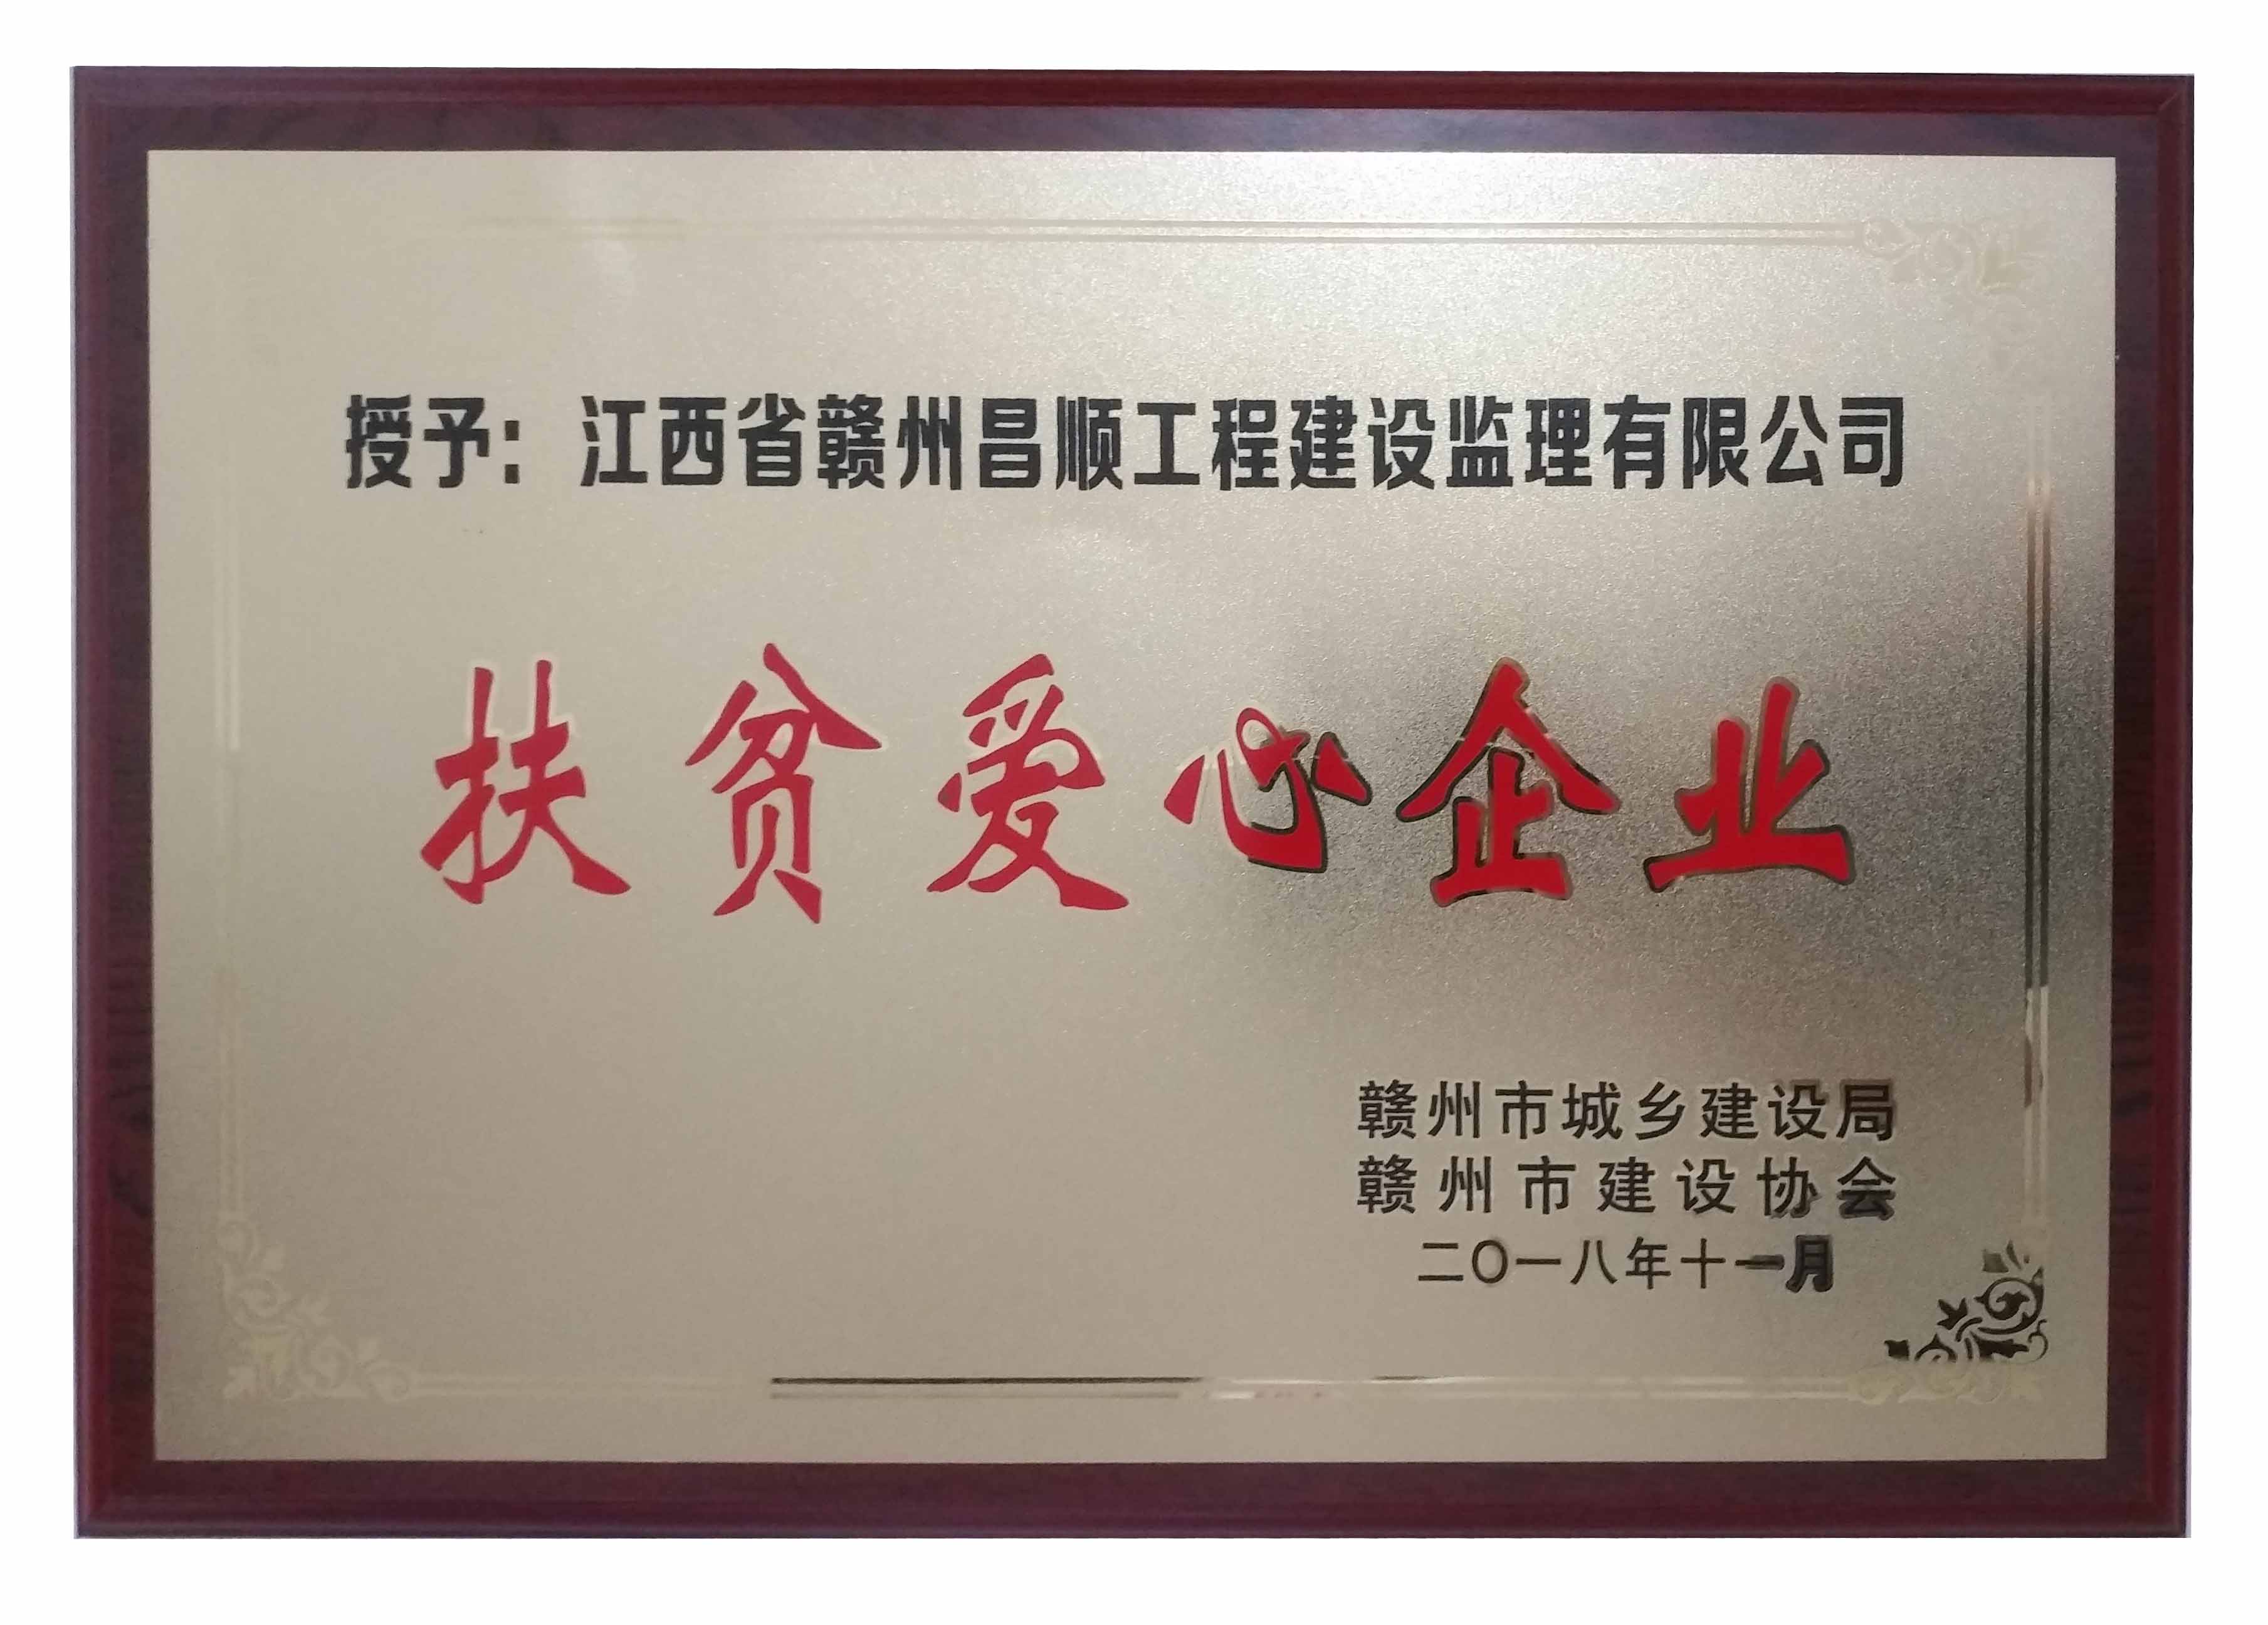 授予：江西省赣州昌顺工程建设监理有限公司
扶贫爱心企业
赣州市城乡建设局
赣州市建设协会
二〇一八年十一月